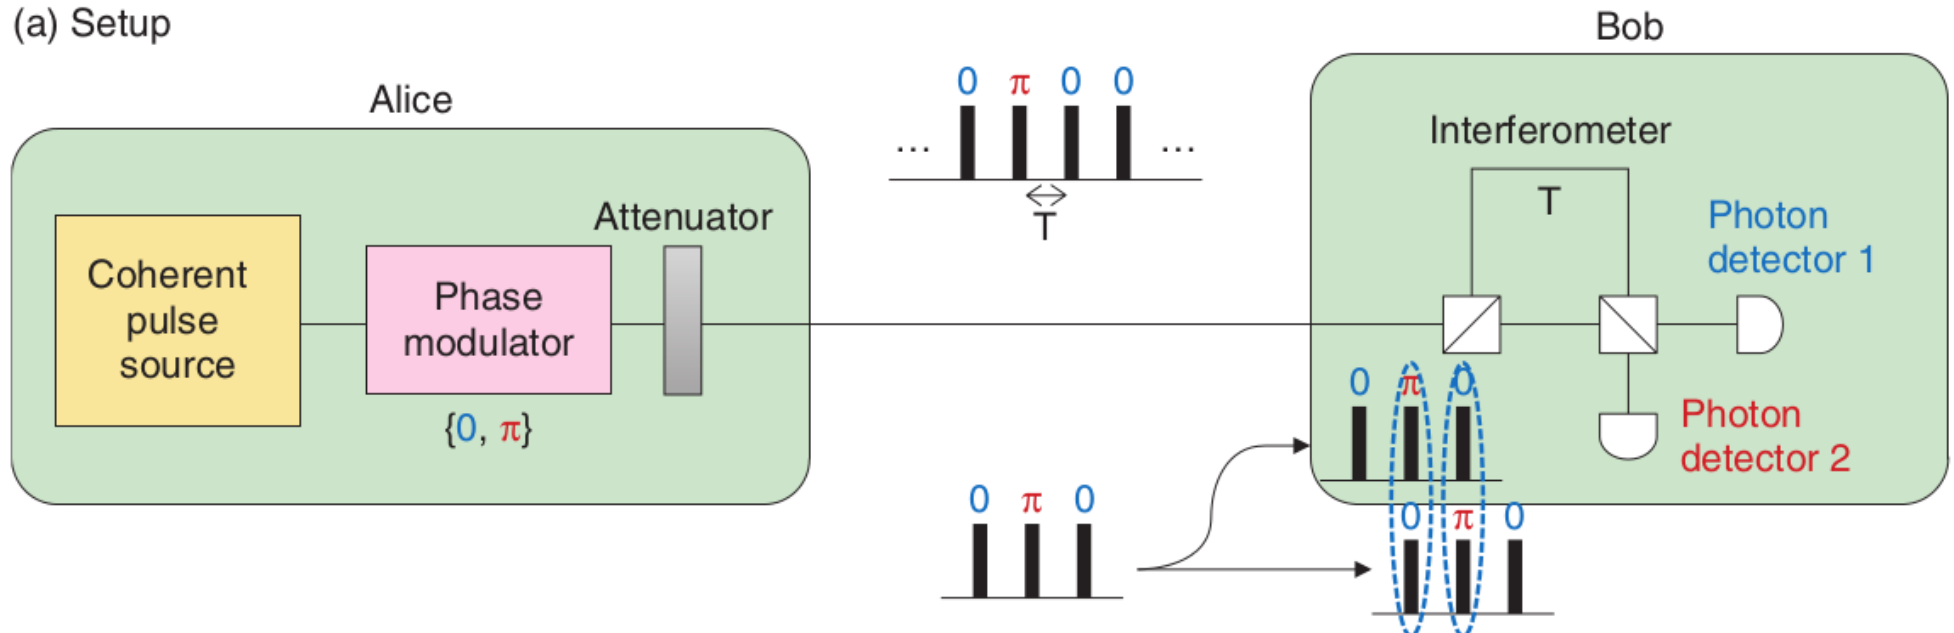 (a) Setup
Bob
Alice
0 π 0 0
... ...
T
Interferometer
T
Attenuator
Photon
detector 1
Coherent
pulse
source
Phase
modulator
{0, π}
Photon
detector 2
0 π 0
0 π 0
0 π 0